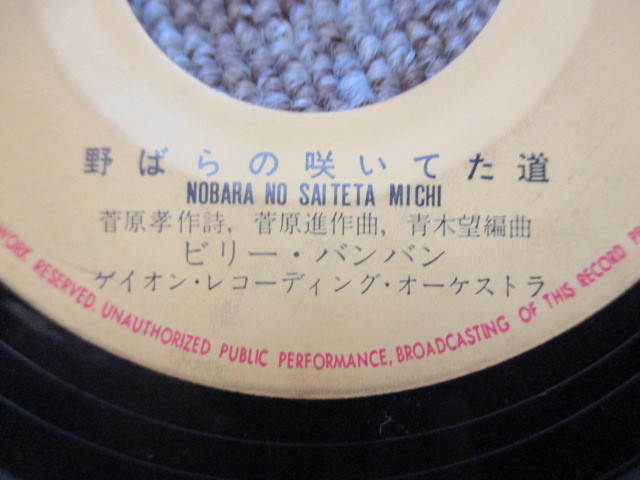 野ばらの咲いてた道
NOBARA NO SAITETA MICHI
菅原孝作詩，菅原進作曲，青木望編曲
ビリー・バンバン
ゲイオン・レコーディング・オーケストラ
WORK RESERVED. UNAUTHORIZED PUBLIC PERFORMANCE, BROADCASTING OF THIS RECORD